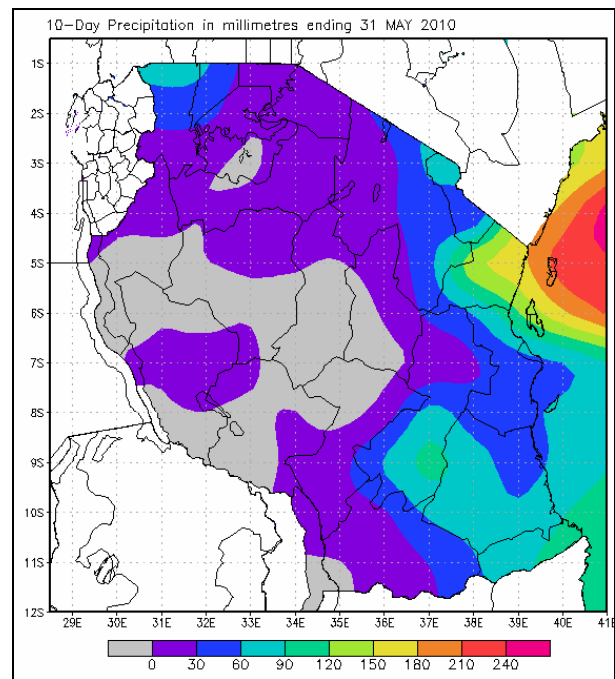 10-Day Precipitation in millimetres ending 31 MAY 2010
1S
2S
3S
4S
5S
6S
7S
8S
9S
10S
11S
12S
29E 30E 31E 32E 33E 34E 35E 36E 37E 38E 39E 40E 41E
0 30 60 90 120 150 180 210 240